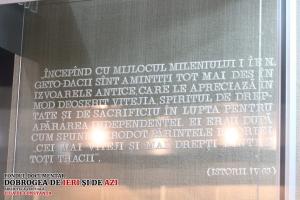 „ÎNCEPÎND CU MIJLOCUL MILENIULUI I Î.E.N.
GETO-DACII SÎNT AMINTIȚI TOT MAI DES ÎN
IZVOARELE ANTICE CARE LE APRECIAZĂ ÎN
MOD DEOSEBIT VITEJIA SPIRITUL DE DREP-
TATE ȘI DE SACRIFICIU ÎN LUPTA PENTRU
APĂRAREA INDEPENDENȚEI EI ERAU DUPĂ
CUM SPUNE HERODOT PĂRINTELE ISTORIEI
„CEI MAI VITEJI ȘI MAI DREPȚI DINTRE
TOȚI TRACII”.
(ISTORII IV 93)
FONDUL DOCUMENTAR
DOBROGEA DE IERI ȘI DE AZI